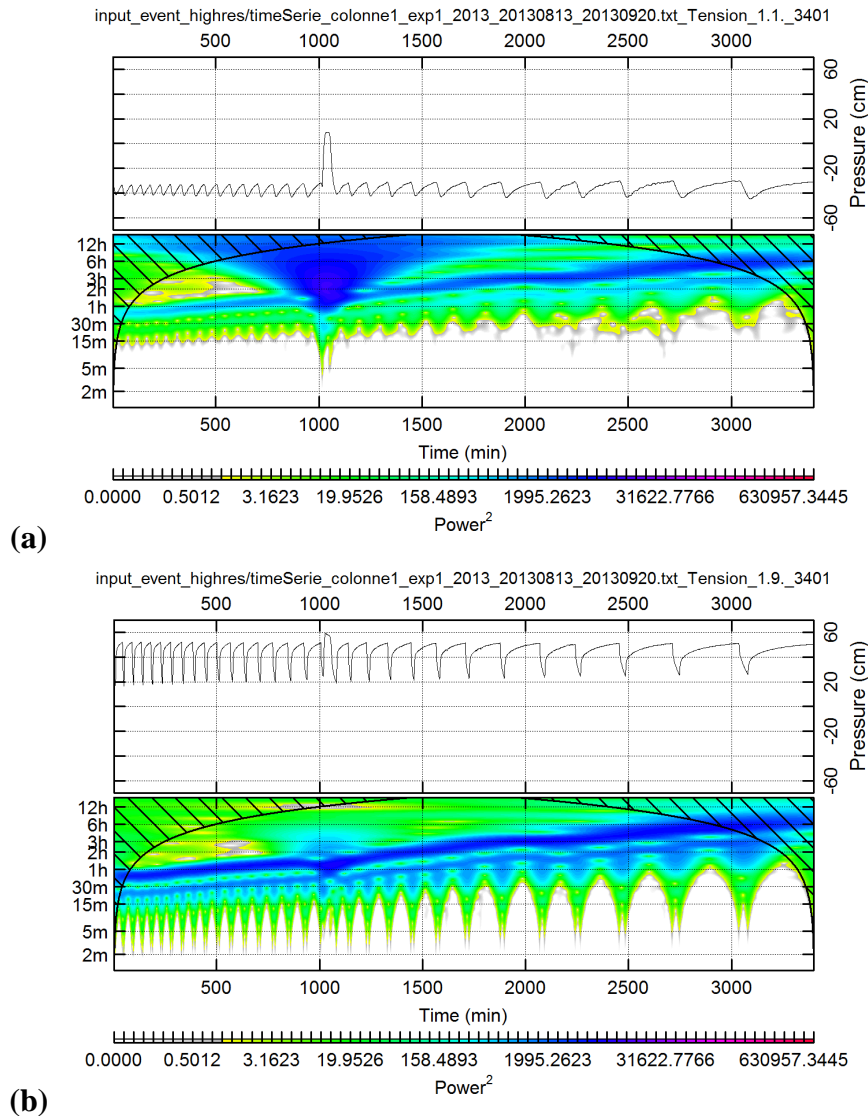 input_event_highres/timeSerie_colonne1_exp1_2013_20130813_20130920.txt_Tension_1.1._3401
500 1000 1500 2000 2500 3000
60
20
-20
-60
Pressure (cm)
12h
6h
3h
2h
1h
30m
15m
5m
2m
500 1000 1500 2000 2500 3000
Time (min)
0.0000 0.5012 3.1623 19.9526 158.4893 1995.2623 31622.7766 630957.3445
Power2
(a)
input_event_highres/timeSerie_colonne1_exp1_2013_20130813_20130920.txt_Tension_1.9._3401
500 1000 1500 2000 2500 3000
60
20
-20
-60
Pressure (cm)
12h
6h
3h
2h
1h
30m
15m
5m
2m
500 1000 1500 2000 2500 3000
Time (min)
0.0000 0.5012 3.1623 19.9526 158.4893 1995.2623 31622.7766 630957.3445
Power2
(b)